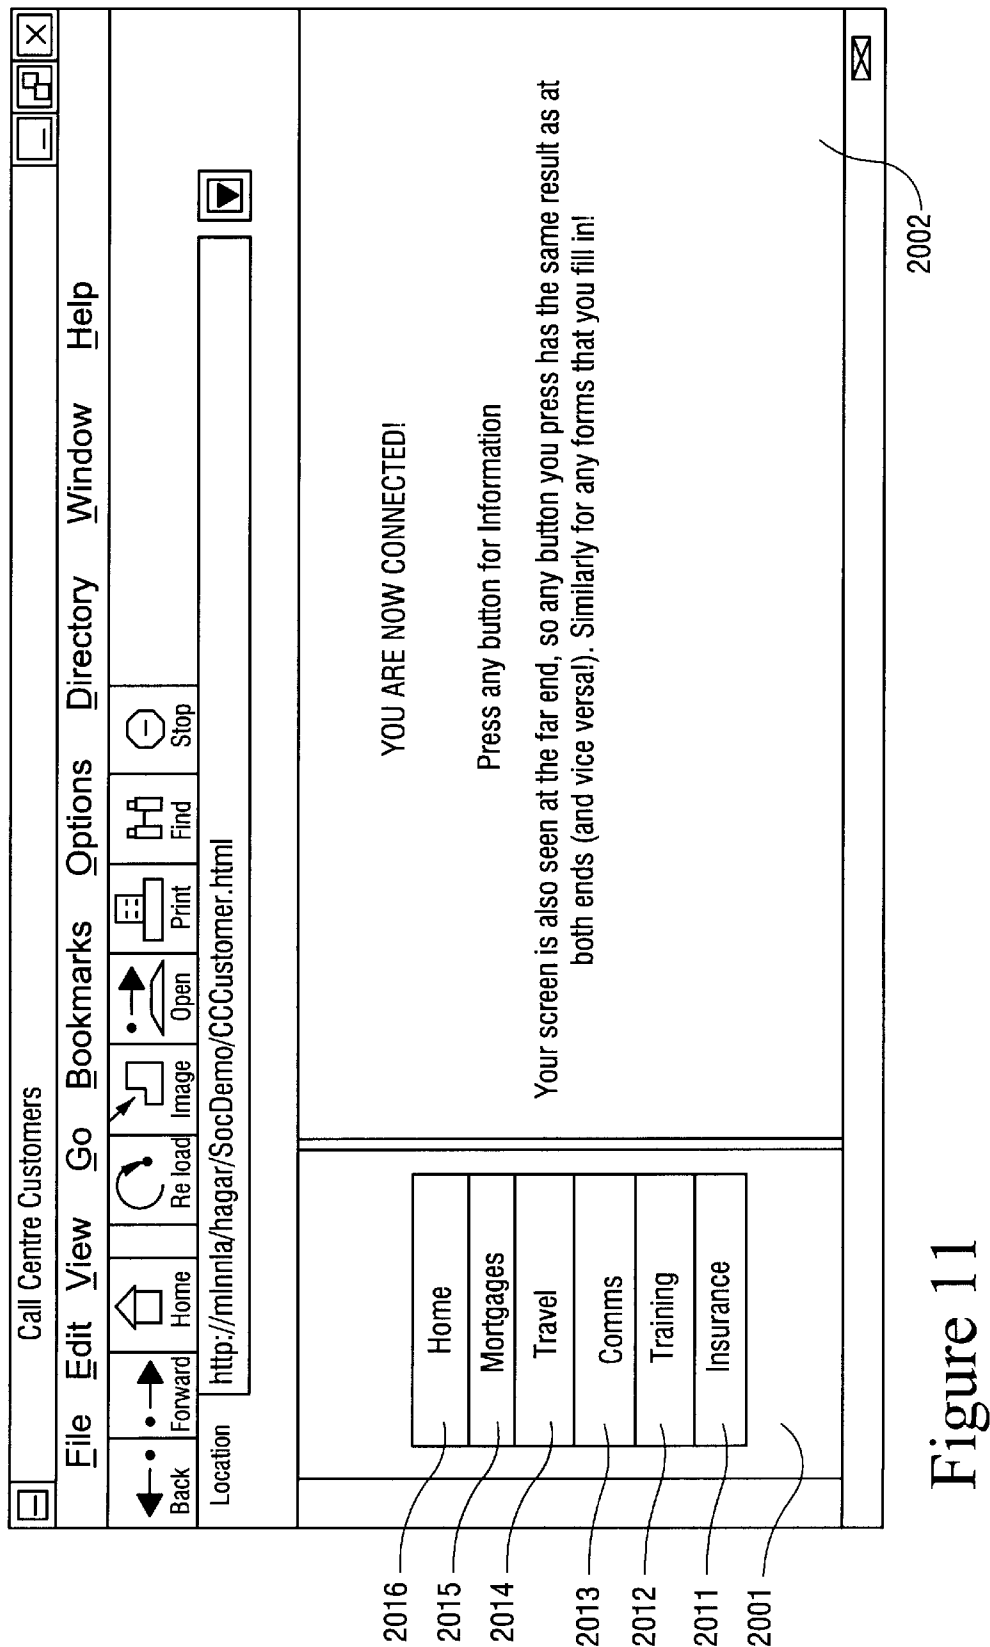 Call Centre Customers
File Edit View Go Bookmarks Options Directory Window Help
Back Forward Home Reload Image Open Print Find Stop
Location http://mlnnla/hagar/SocDemo/CCCustomer.html
2016 Home
2015 Mortgages
2014 Travel
2013 Comms
2012 Training
2011 Insurance
2001
YOU ARE NOW CONNECTED!
Press any button for Information
Your screen is also seen at the far end, so any button you press has the same result as at
both ends (and vice versa!). Similarly for any forms that you fill in!
2002
Figure 11